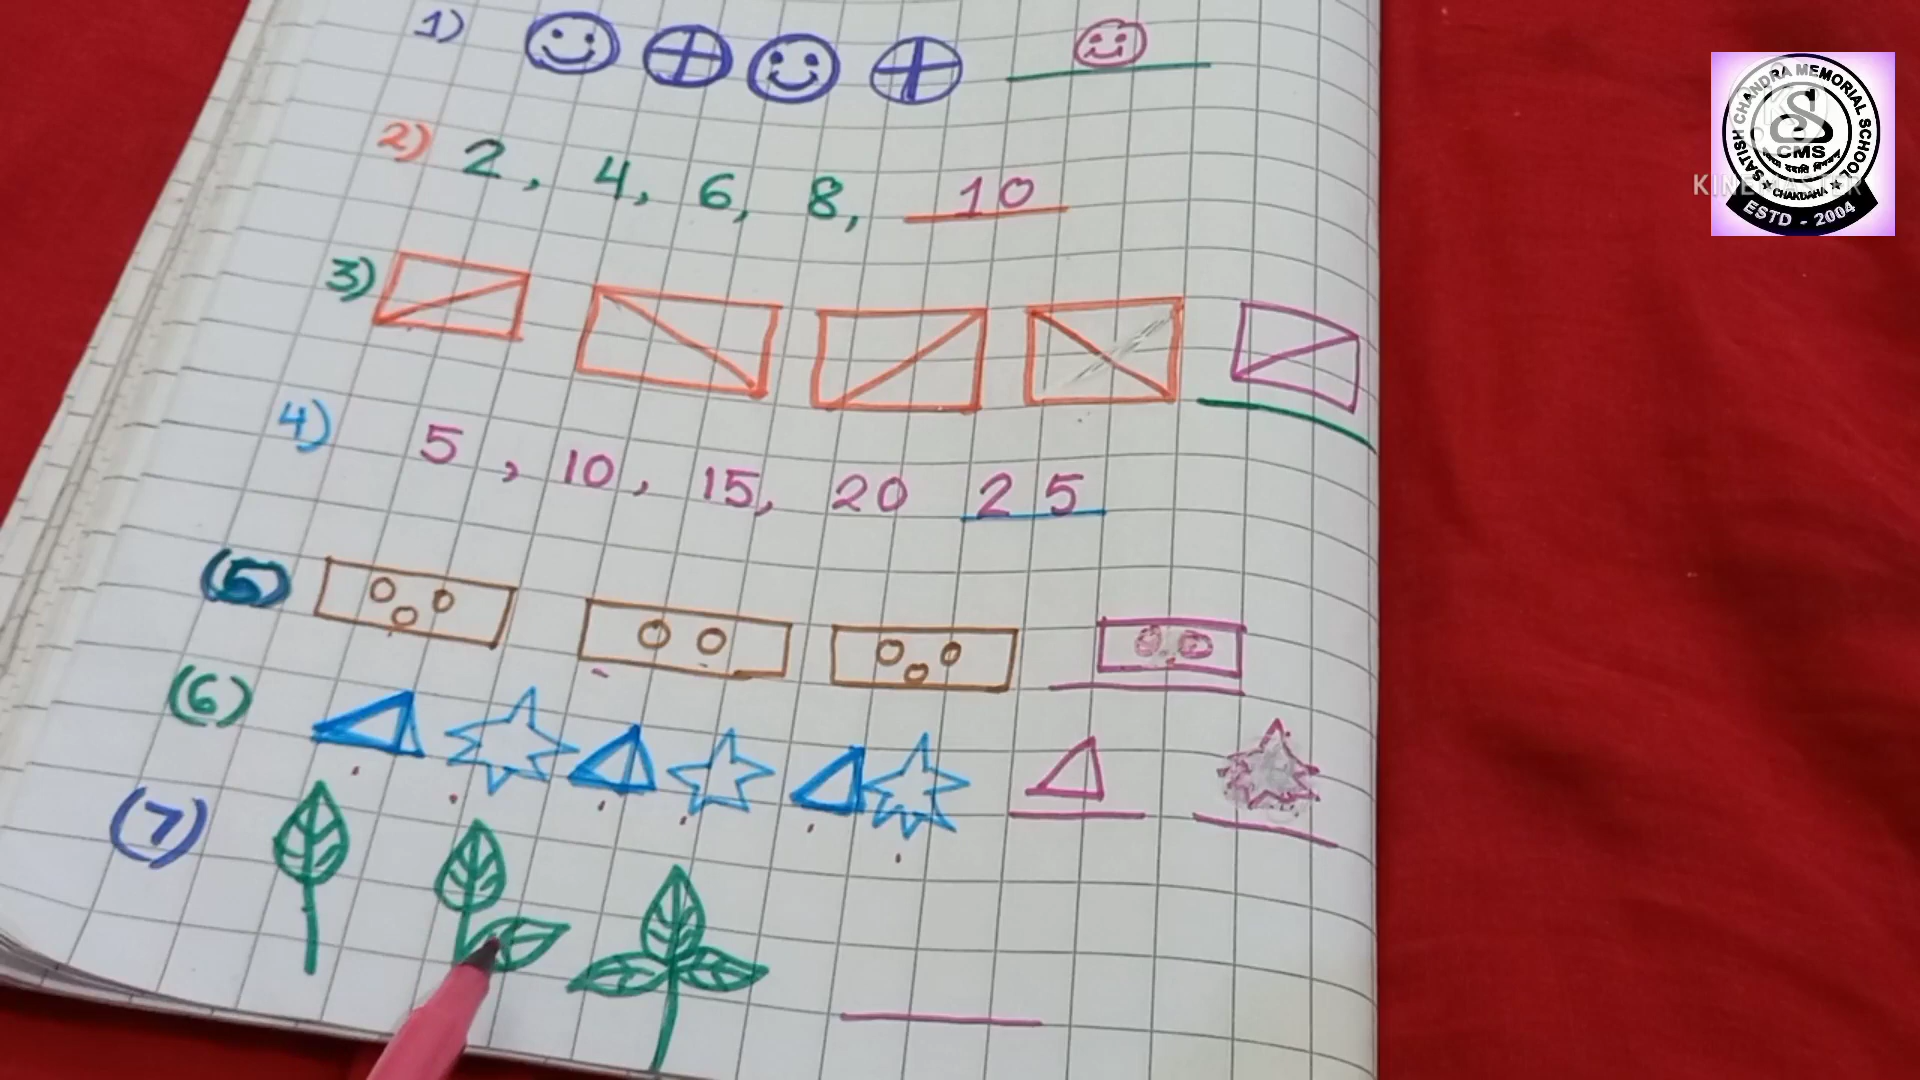 1)
2) 2, 4, 6, 8, 10
3)
4) 5, 10, 15, 20 25
(5)
(6)
(7)
SATISH CHANDRA MEMORIAL SCHOOL
CMS
★ CHAKDAHA ★
ESTD - 2004